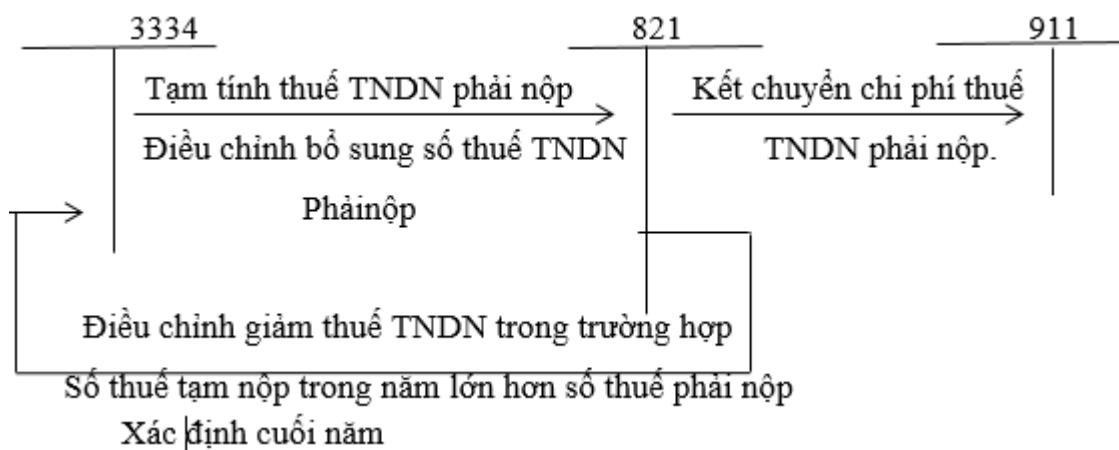 3334 821 911
Tạm tính thuế TNDN phải nộp Kết chuyển chi phí thuế
Điều chỉnh bổ sung số thuế TNDN TNDN phải nộp.
Phảinộp
Điều chỉnh giảm thuế TNDN trong trường hợp
Số thuế tạm nộp trong năm lớn hơn số thuế phải nộp
Xác định cuối năm